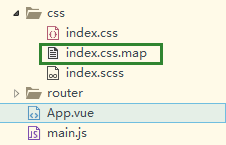 css
index.css
index.css.map
index.scss
router
App.vue
main.js